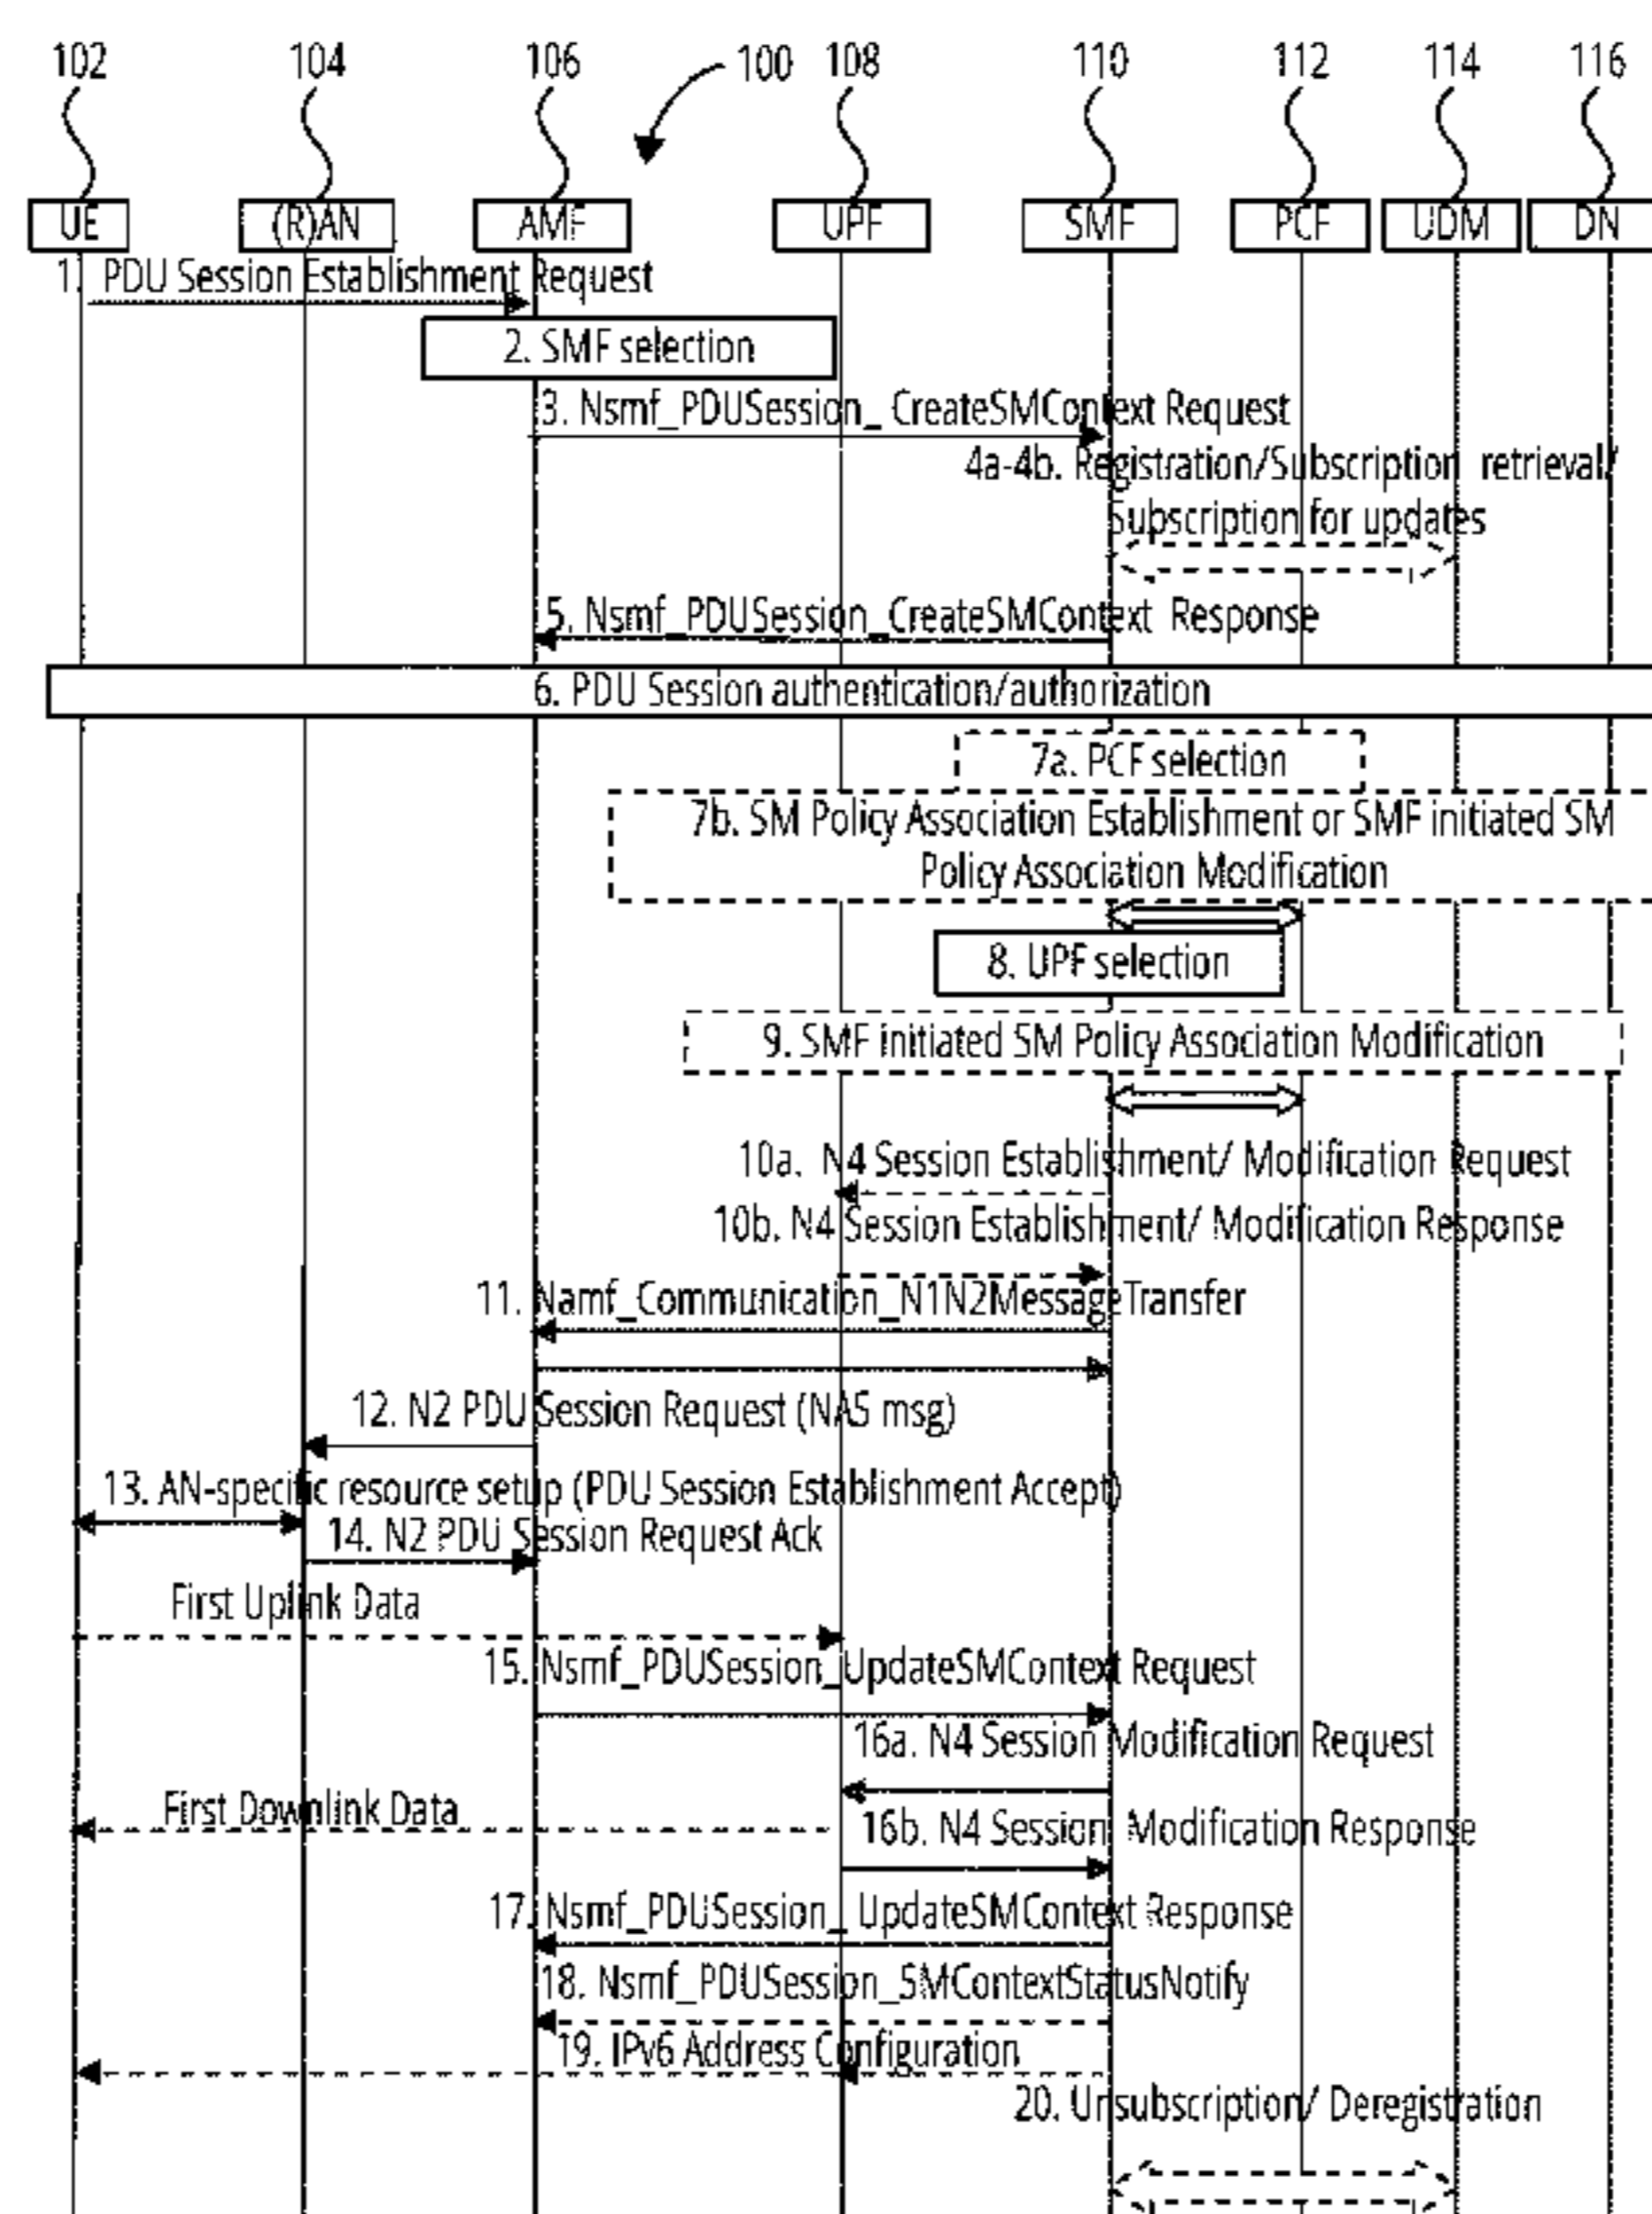 102 104 106 100 108 110 112 114 116
UE (R)AN AMF UPF SMF PCF UDM DN
1. PDU Session Establishment Request
2. SMF selection
3. Nsmf_PDUSession_ CreateSMContext Request
4a-4b. Registration/Subscription retrieval/
Subscription for updates
5. Nsmf_PDUSession_CreateSMContext Response
6. PDU Session authentication/authorization
7a. PCF selection
7b. SM Policy Association Establishment or SMF initiated SM
Policy Association Modification
8. UPF selection
9. SMF initiated SM Policy Association Modification
10a. N4 Session Establishment/ Modification Request
10b. N4 Session Establishment/ Modification Response
11. Namf_Communication_N1N2MessageTransfer
12. N2 PDU Session Request (NAS msg)
13. AN-specific resource setup (PDU Session Establishment Accept)
14. N2 PDU Session Request Ack
First Uplink Data
15. Nsmf_PDUSession_UpdateSMContext Request
16a. N4 Session Modification Request
First Downlink Data
16b. N4 Session Modification Response
17. Nsmf_PDUSession_ UpdateSMContext Response
18. Nsmf_PDUSession_SMContextStatusNotify
19. IPv6 Address Configuration
20. Unsubscription/ Deregistration